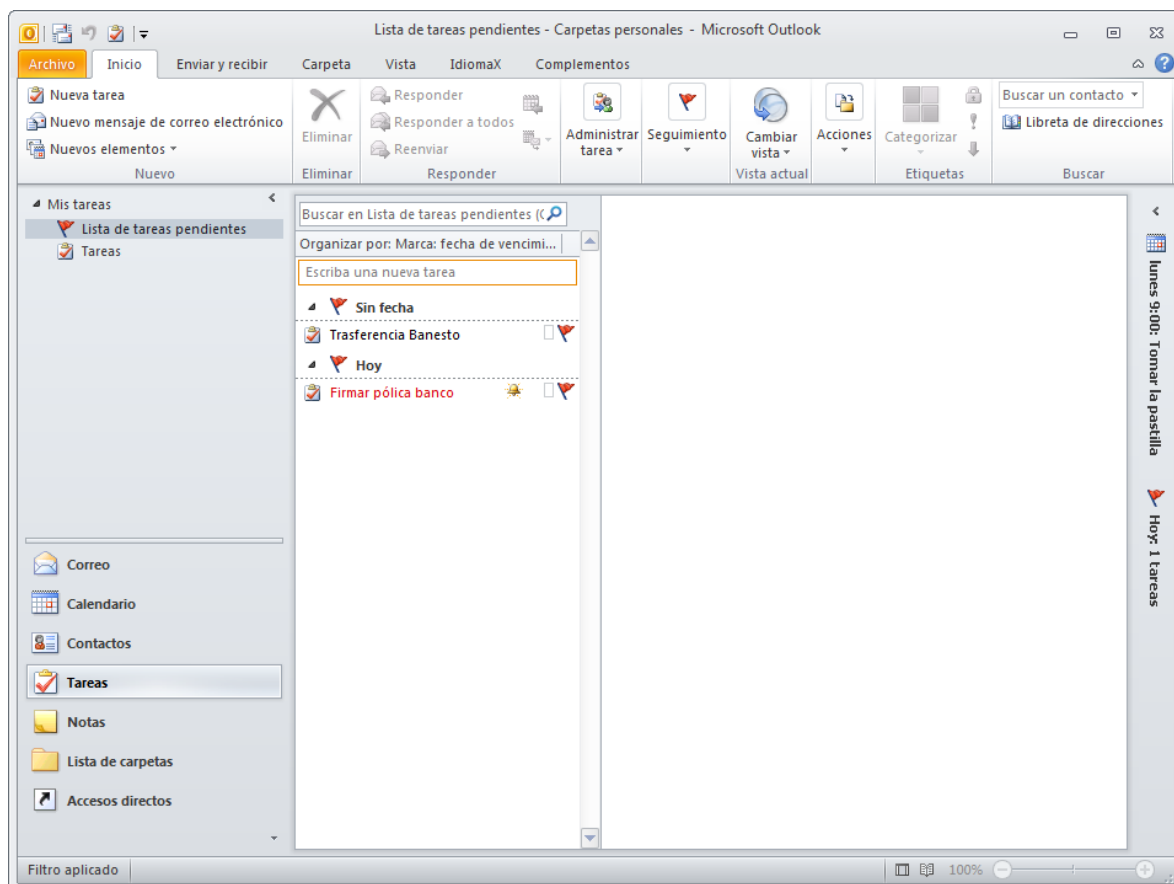 Lista de tareas pendientes - Carpetas personales - Microsoft Outlook
Archivo Inicio Enviar y recibir Carpeta Vista IdiomaX Complementos
Nueva tarea
Nuevo mensaje de correo electrónico
Nuevos elementos
Nuevo
Eliminar
Eliminar
Responder
Responder a todos
Reenviar
Responder
Administrar
tarea
Seguimiento
Cambiar
vista
Vista actual
Acciones
Categorizar
Etiquetas
Buscar un contacto
Libreta de direcciones
Buscar
Mis tareas
Lista de tareas pendientes
Tareas
Correo
Calendario
Contactos
Tareas
Notas
Lista de carpetas
Accesos directos
Buscar en Lista de tareas pendientes (C
Organizar por: Marca: fecha de vencimi...
Escriba una nueva tarea
Sin fecha
Trasferencia Banesto
Hoy
Firmar pólica banco
lunes 9:00: Tomar la pastilla
Hoy: 1 tareas
Filtro aplicado
100%